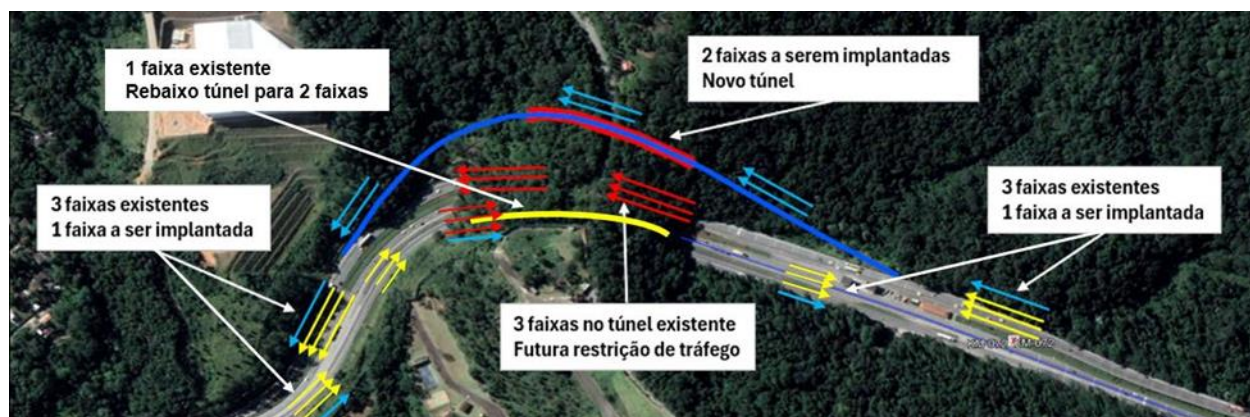 1 faixa existente
Rebaixo túnel para 2 faixas
2 faixas a serem implantadas
Novo túnel
3 faixas existentes
1 faixa a ser implantada
3 faixas existentes
1 faixa a ser implantada
3 faixas no túnel existente
Futura restrição de tráfego